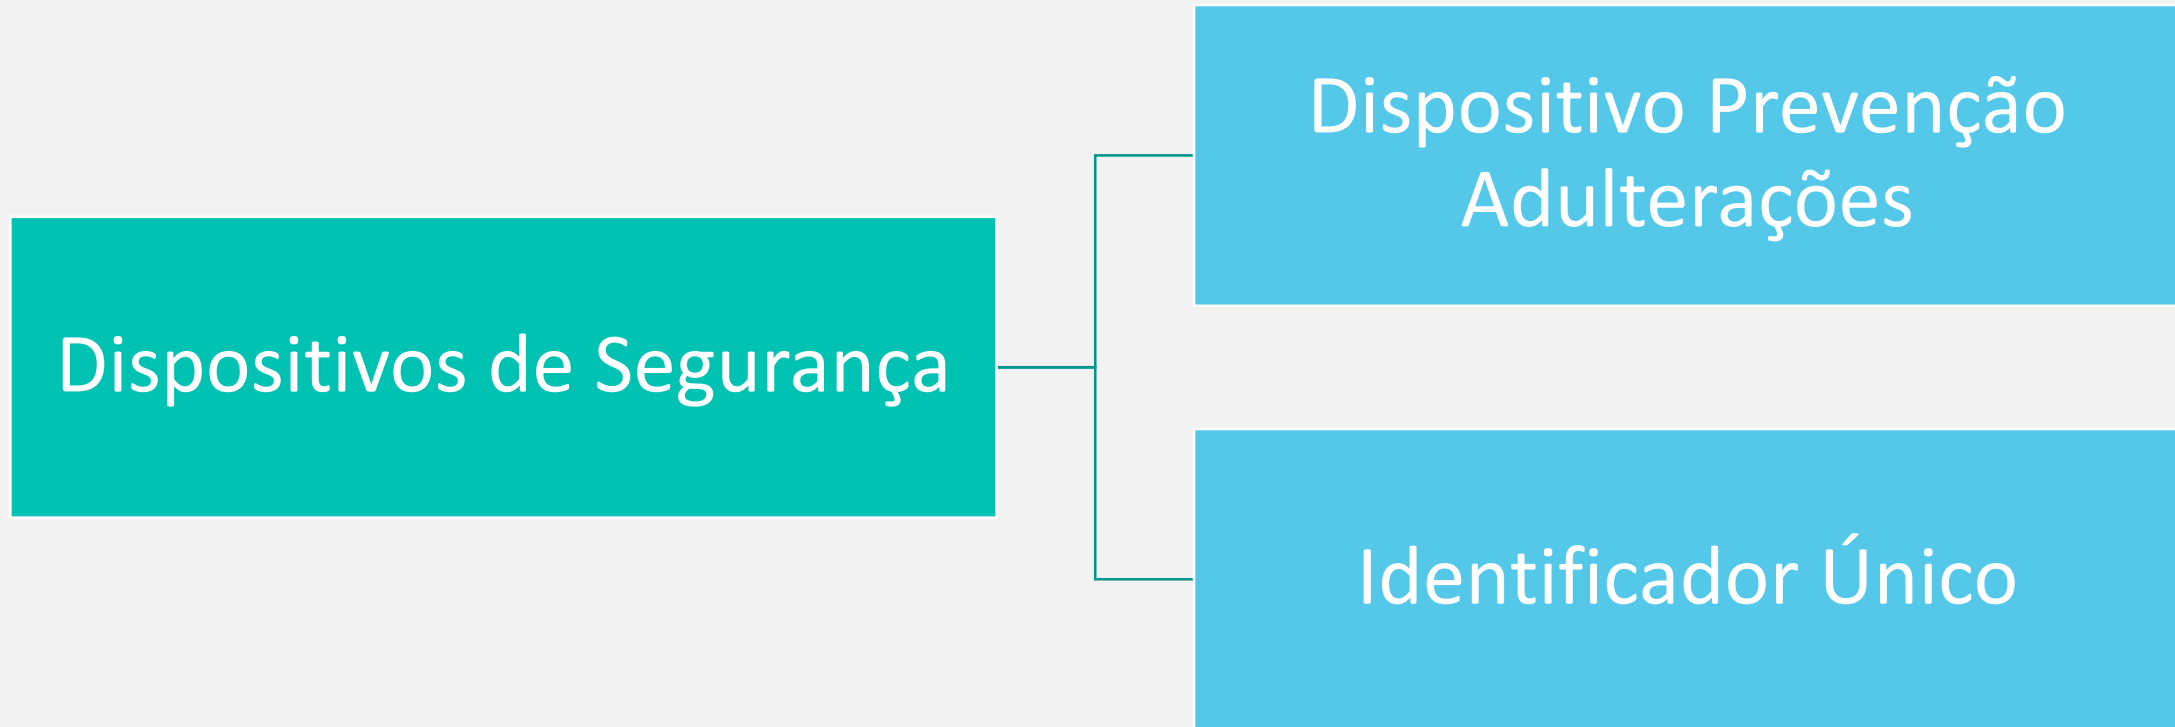 Dispositivos de Segurança
Dispositivo Prevenção
Adulterações
Identificador Único